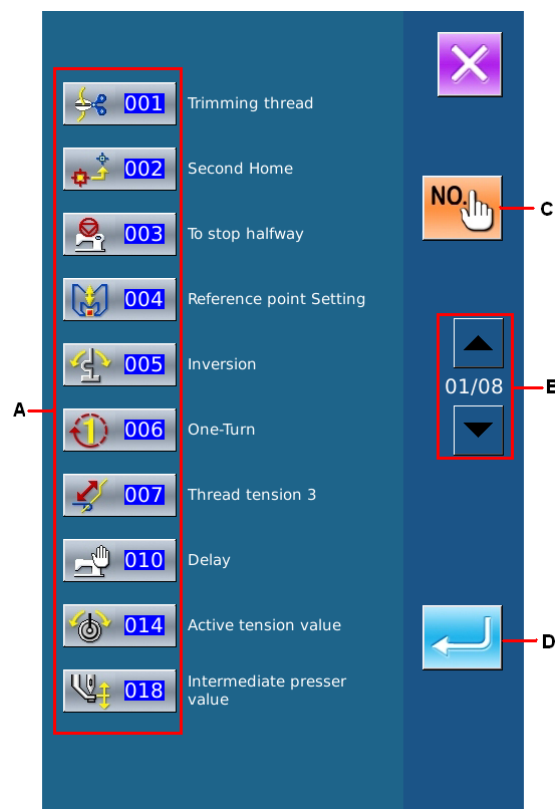 001 Trimming thread
002 Second Home
NO.
C
003 To stop halfway
004 Reference point Setting
005 Inversion
01/08
E
A
006 One-Turn
007 Thread tension 3
010 Delay
014 Active tension value
D
018 Intermediate presser
value